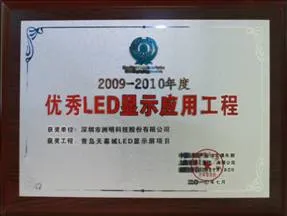 2009-2010年度
优秀LED显示应用工程
获奖单位：深圳市洲明科技股份有限公司
获奖工程：青岛天幕城LED显示屏项目